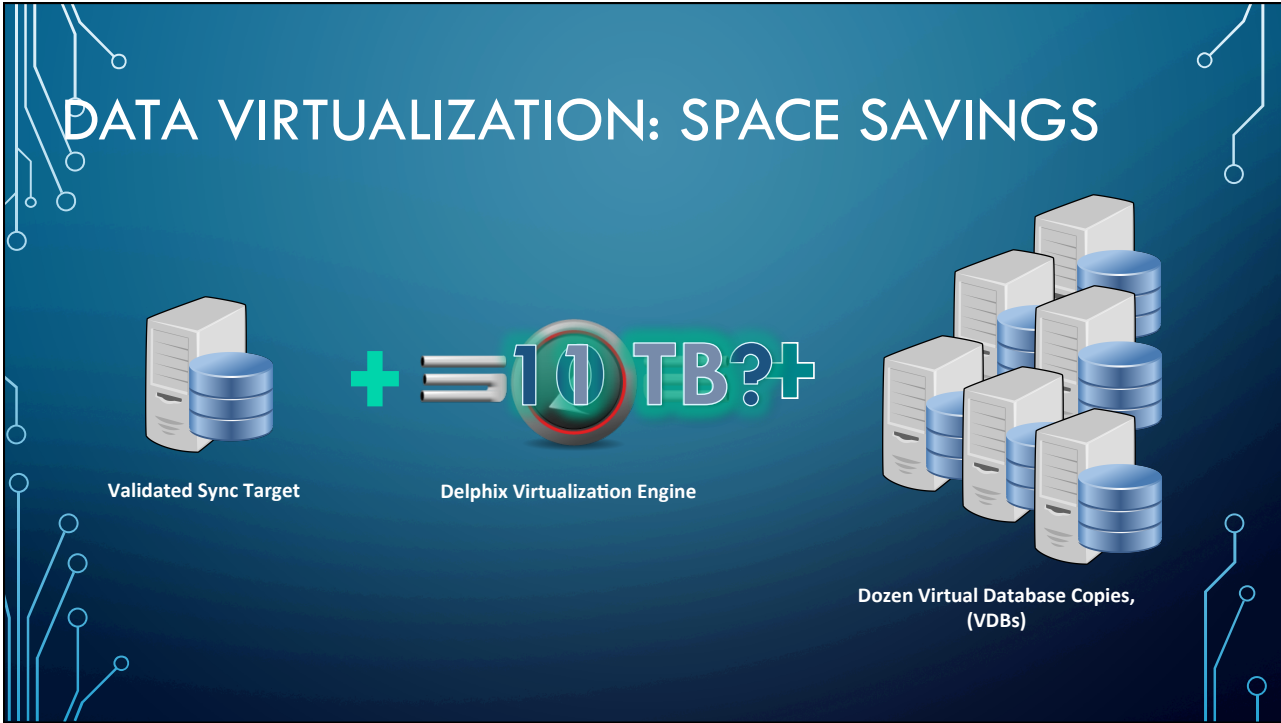 DATA VIRTUALIZATION: SPACE SAVINGS
+ TB?+
Validated Sync Target
Delphix Virtualization Engine
Dozen Virtual Database Copies,
(VDBs)